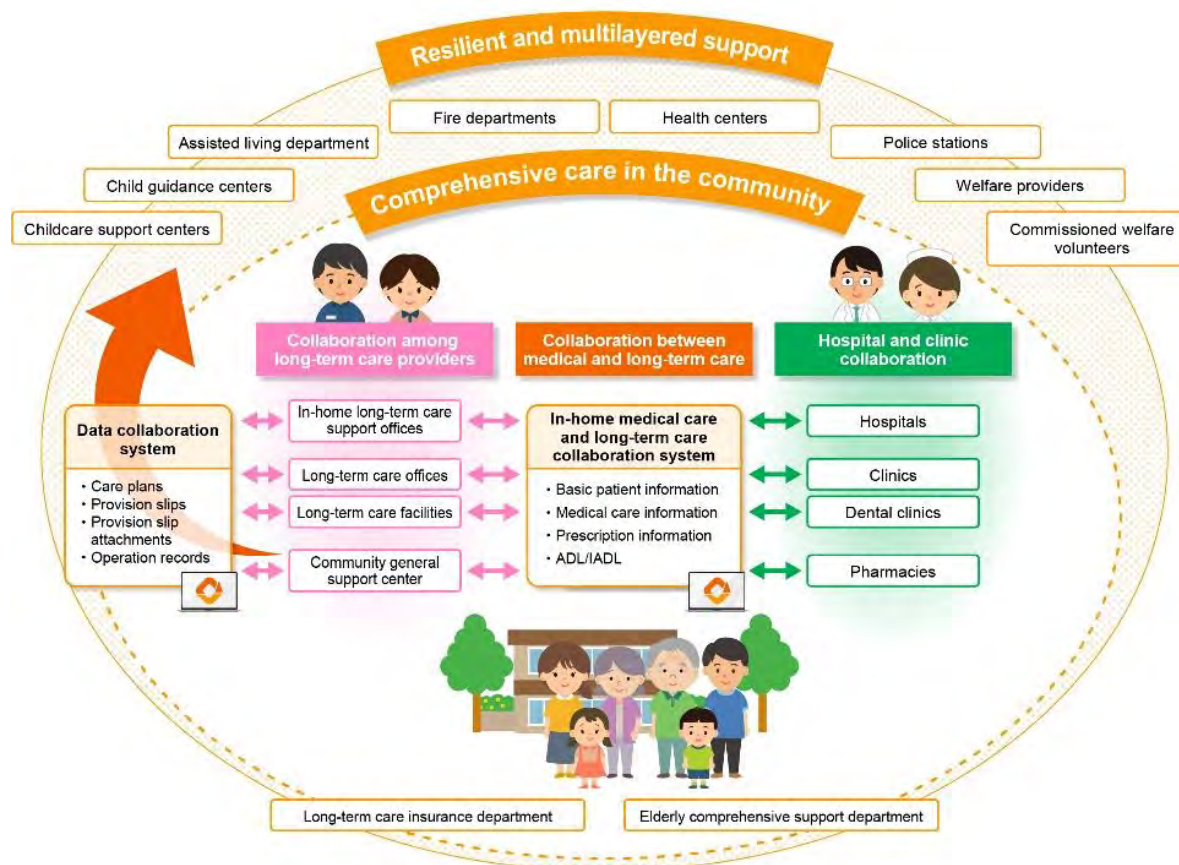 Resilient and multilayered support
Fire departments
Health centers
Assisted living department
Police stations
Child guidance centers
Welfare providers
Childcare support centers
Commissioned welfare
volunteers
Comprehensive care in the community
Collaboration among
long-term care providers
Collaboration between
medical and long-term care
Hospital and clinic
collaboration
Data collaboration
system
• Care plans
• Provision slips
• Provision slip
attachments
• Operation records
In-home long-term care
support offices
Long-term care offices
Long-term care facilities
Community general
support center
In-home medical care
and long-term care
collaboration system
• Basic patient information
• Medical care information
• Prescription information
• ADL/IADL
Hospitals
Clinics
Dental clinics
Pharmacies
Long-term care insurance department
Elderly comprehensive support department